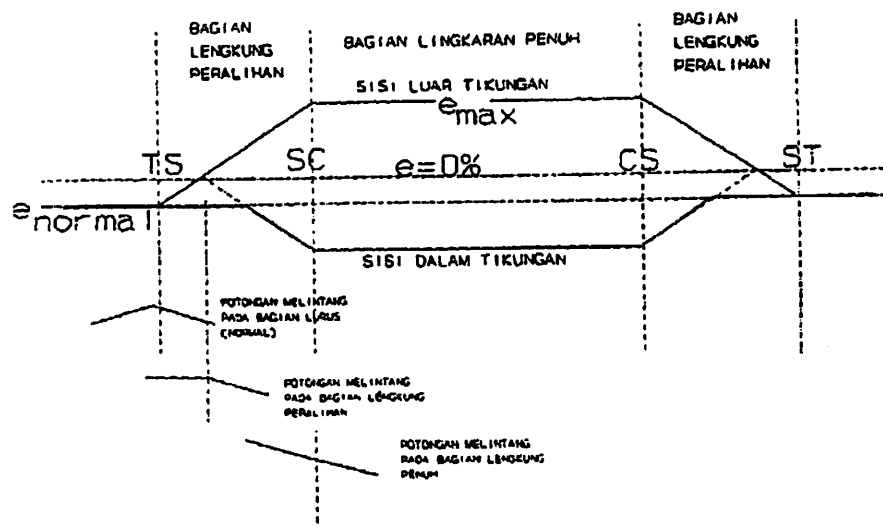 BAGIAN
LENGKUNG
PERALIHAN
BAGIAN LINGKARAN PENUH
BAGIAN
LENGKUNG
PERALIHAN
SISI LUAR TIKUNGAN
e max
TS
SC
e=0%
CS
ST
e normal
SISI DALAM TIKUNGAN
POTONGAN MELINTANG
PADA BAGIAN LURUS
(NORMAL)
POTONGAN MELINTANG
PADA BAGIAN LENGKUNG
PERALIHAN
POTONGAN MELINTANG
PADA BAGIAN LENGKUNG
PENUH